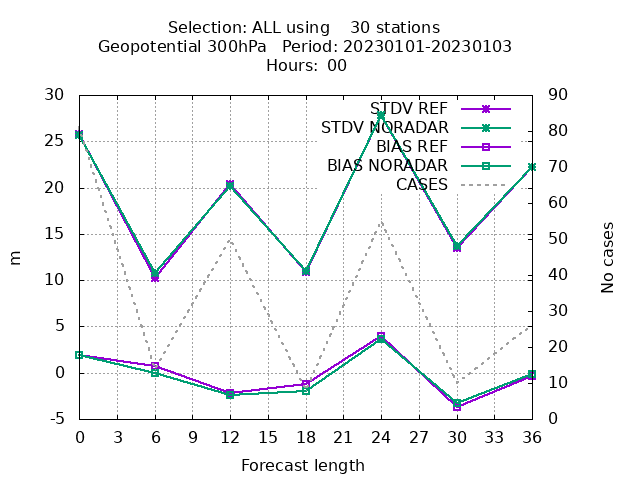 Selection: ALL using    30 stations
Geopotential 300hPa   Period: 20230101-20230103
Hours:  00
30 90
STDV REF
STDV NORADAR
BIAS REF
BIAS NORADAR
CASES
25 80
20 70
15 60
10 50
5 40
0 30
-5 20
10
0
m
No cases
0 3 6 9 12 15 18 21 24 27 30 33 36
Forecast length